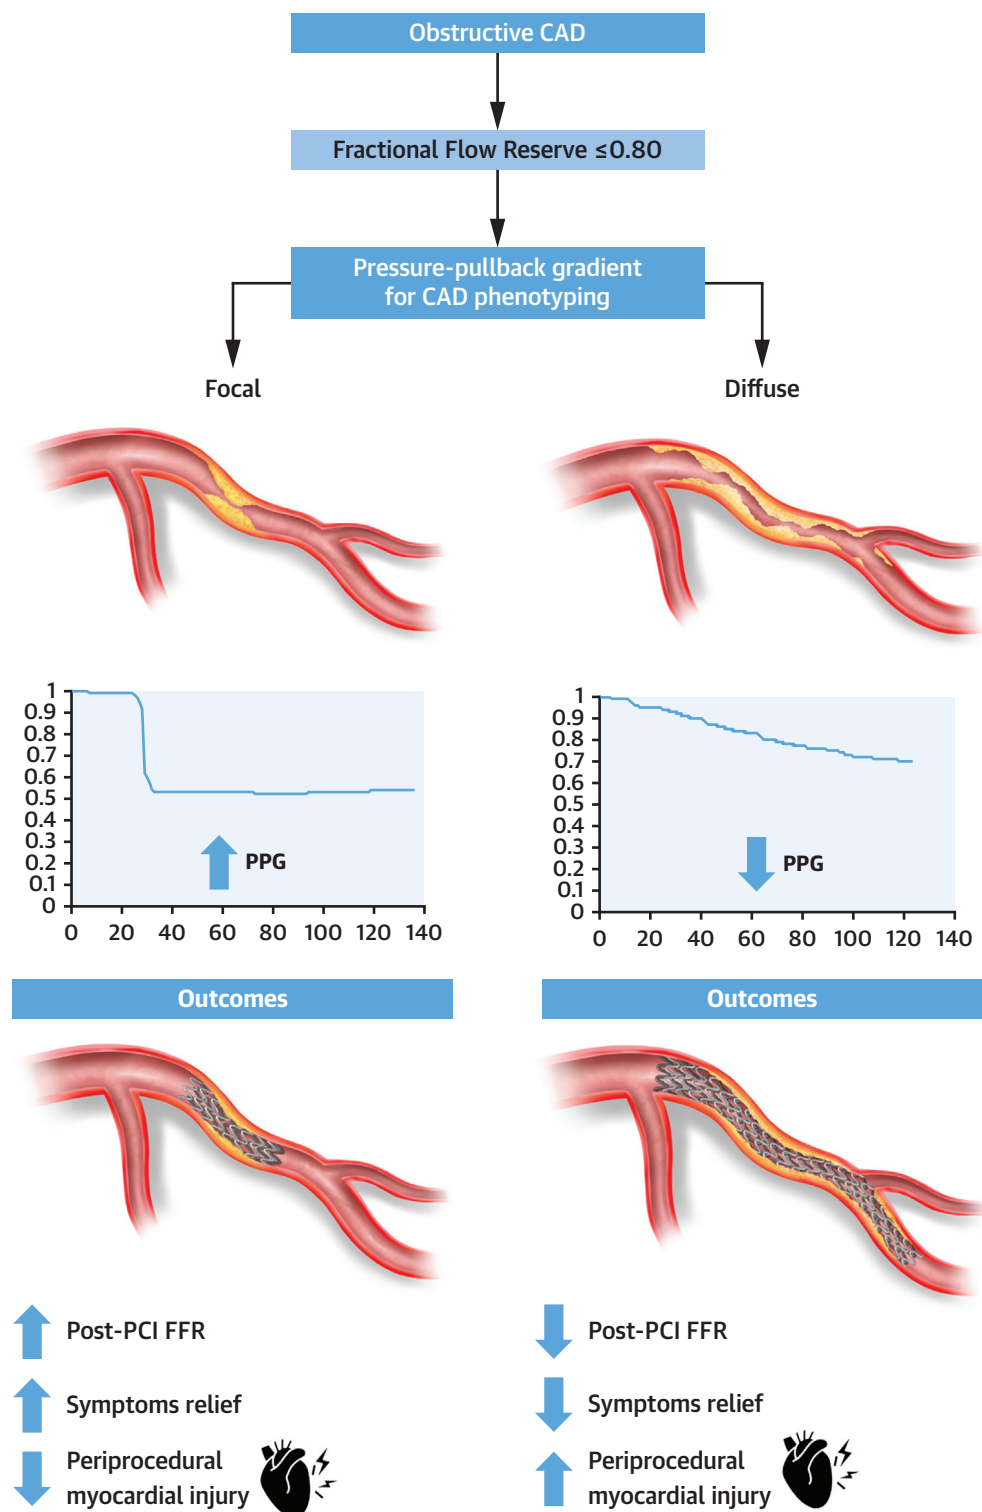 Obstructive CAD
Fractional Flow Reserve ≤0.80
Pressure-pullback gradient
for CAD phenotyping
Focal
Diffuse
1
0.9
0.8
0.7
0.6
0.5
0.4
0.3
0.2
0.1
0
PPG
0 20 40 60 80 100 120 140
1
0.9
0.8
0.7
0.6
0.5
0.4
0.3
0.2
0.1
0
PPG
0 20 40 60 80 100 120 140
Outcomes
Outcomes
Post-PCI FFR
Symptoms relief
Periprocedural
myocardial injury
Post-PCI FFR
Symptoms relief
Periprocedural
myocardial injury